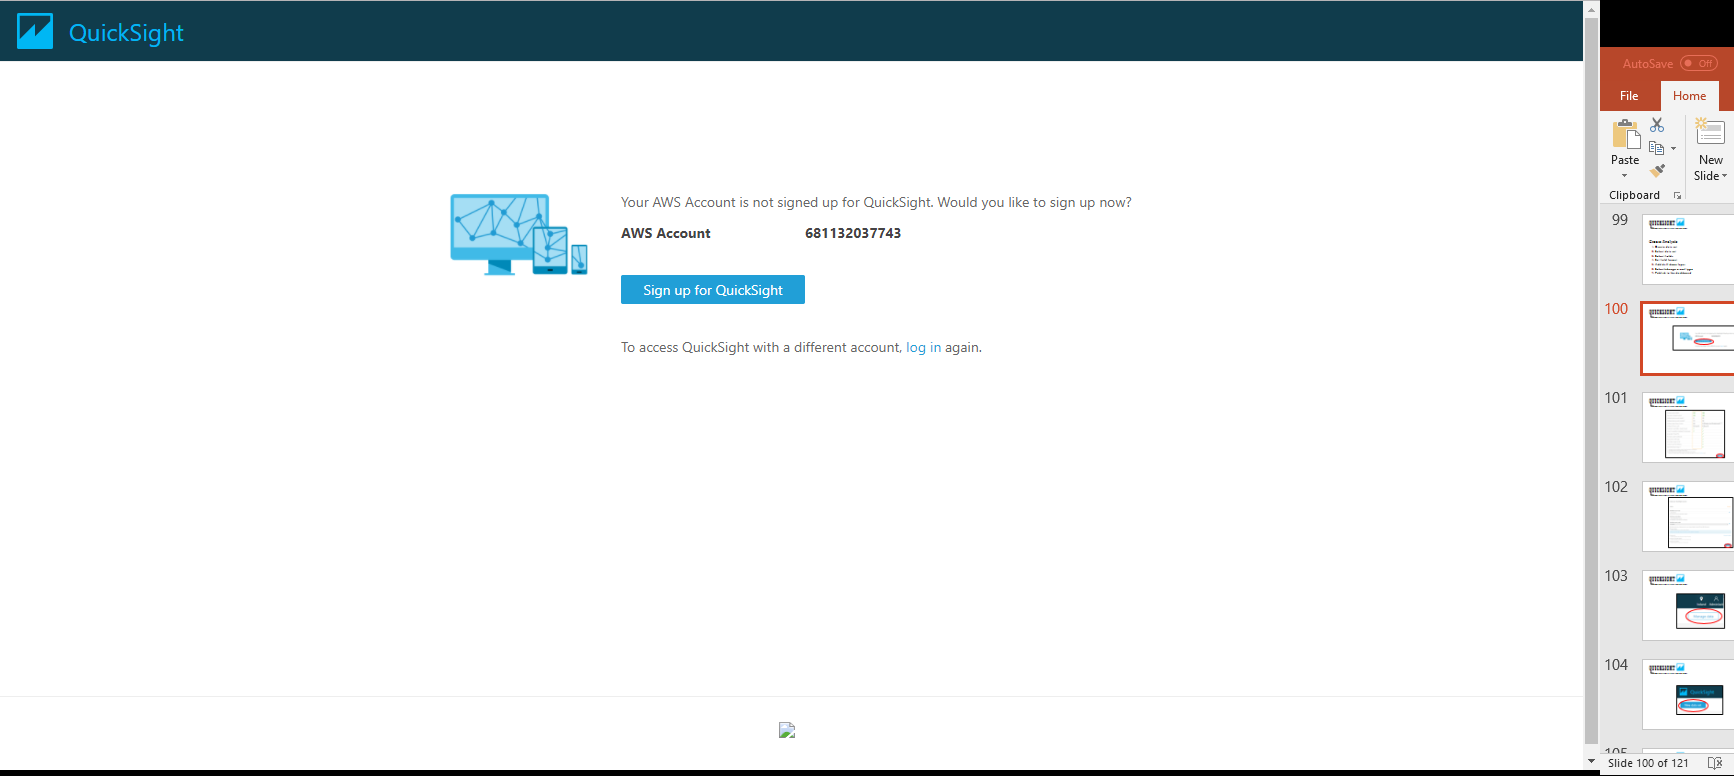 QuickSight
Your AWS Account is not signed up for QuickSight. Would you like to sign up now?
AWS Account 681132037743
Sign up for QuickSight
To access QuickSight with a different account, log in again.
AutoSave Off
File Home
Paste
New
Slide
Clipboard
99
100
101
102
103
104
105
Slide 100 of 121